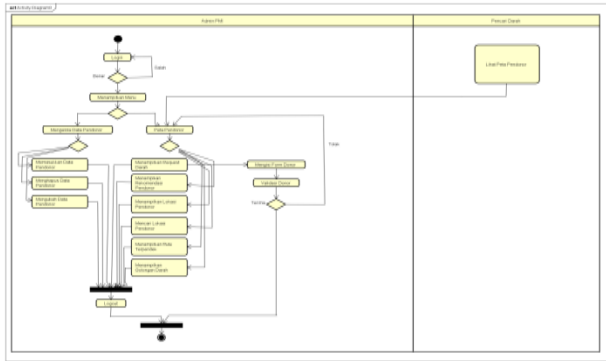 act Activity Diagram0
Admin PMI
Pencari Darah
Login
Salah
Benar
Menampilkan Menu
Lihat Peta Pendonor
Mengelola Data Pendonor
Peta Pendonor
Tidak
Memasukan Data
Pendonor
Menghapus Data
Pendonor
Mengubah Data
Pendonor
Menampilkan Request
Darah
Menampilkan
Rekomendasi
Pendonor
Menampilkan Lokasi
Pendonor
Mencari Lokasi
Pendonor
Menampilkan Rute
Terpendek
Menampilkan
Golongan Darah
Mengisi Form Donor
Validasi Donor
Terima
Logout